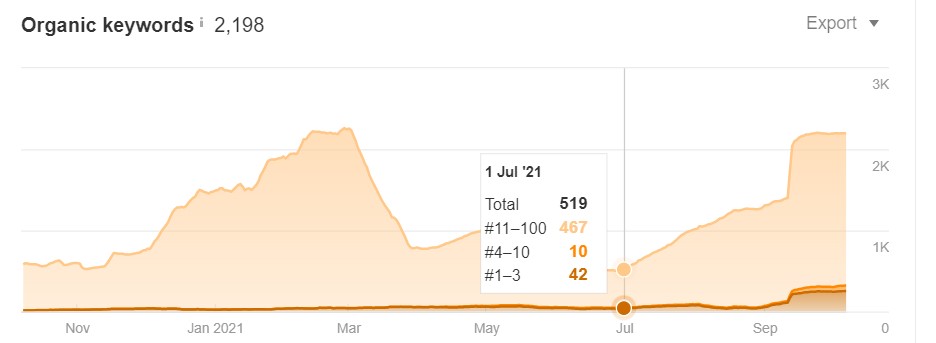 Organic keywords i 2,198
Export
3K
2K
1K
0
1 Jul '21
Total 519
#11–100 467
#4–10 10
#1–3 42
Nov Jan 2021 Mar May Jul Sep